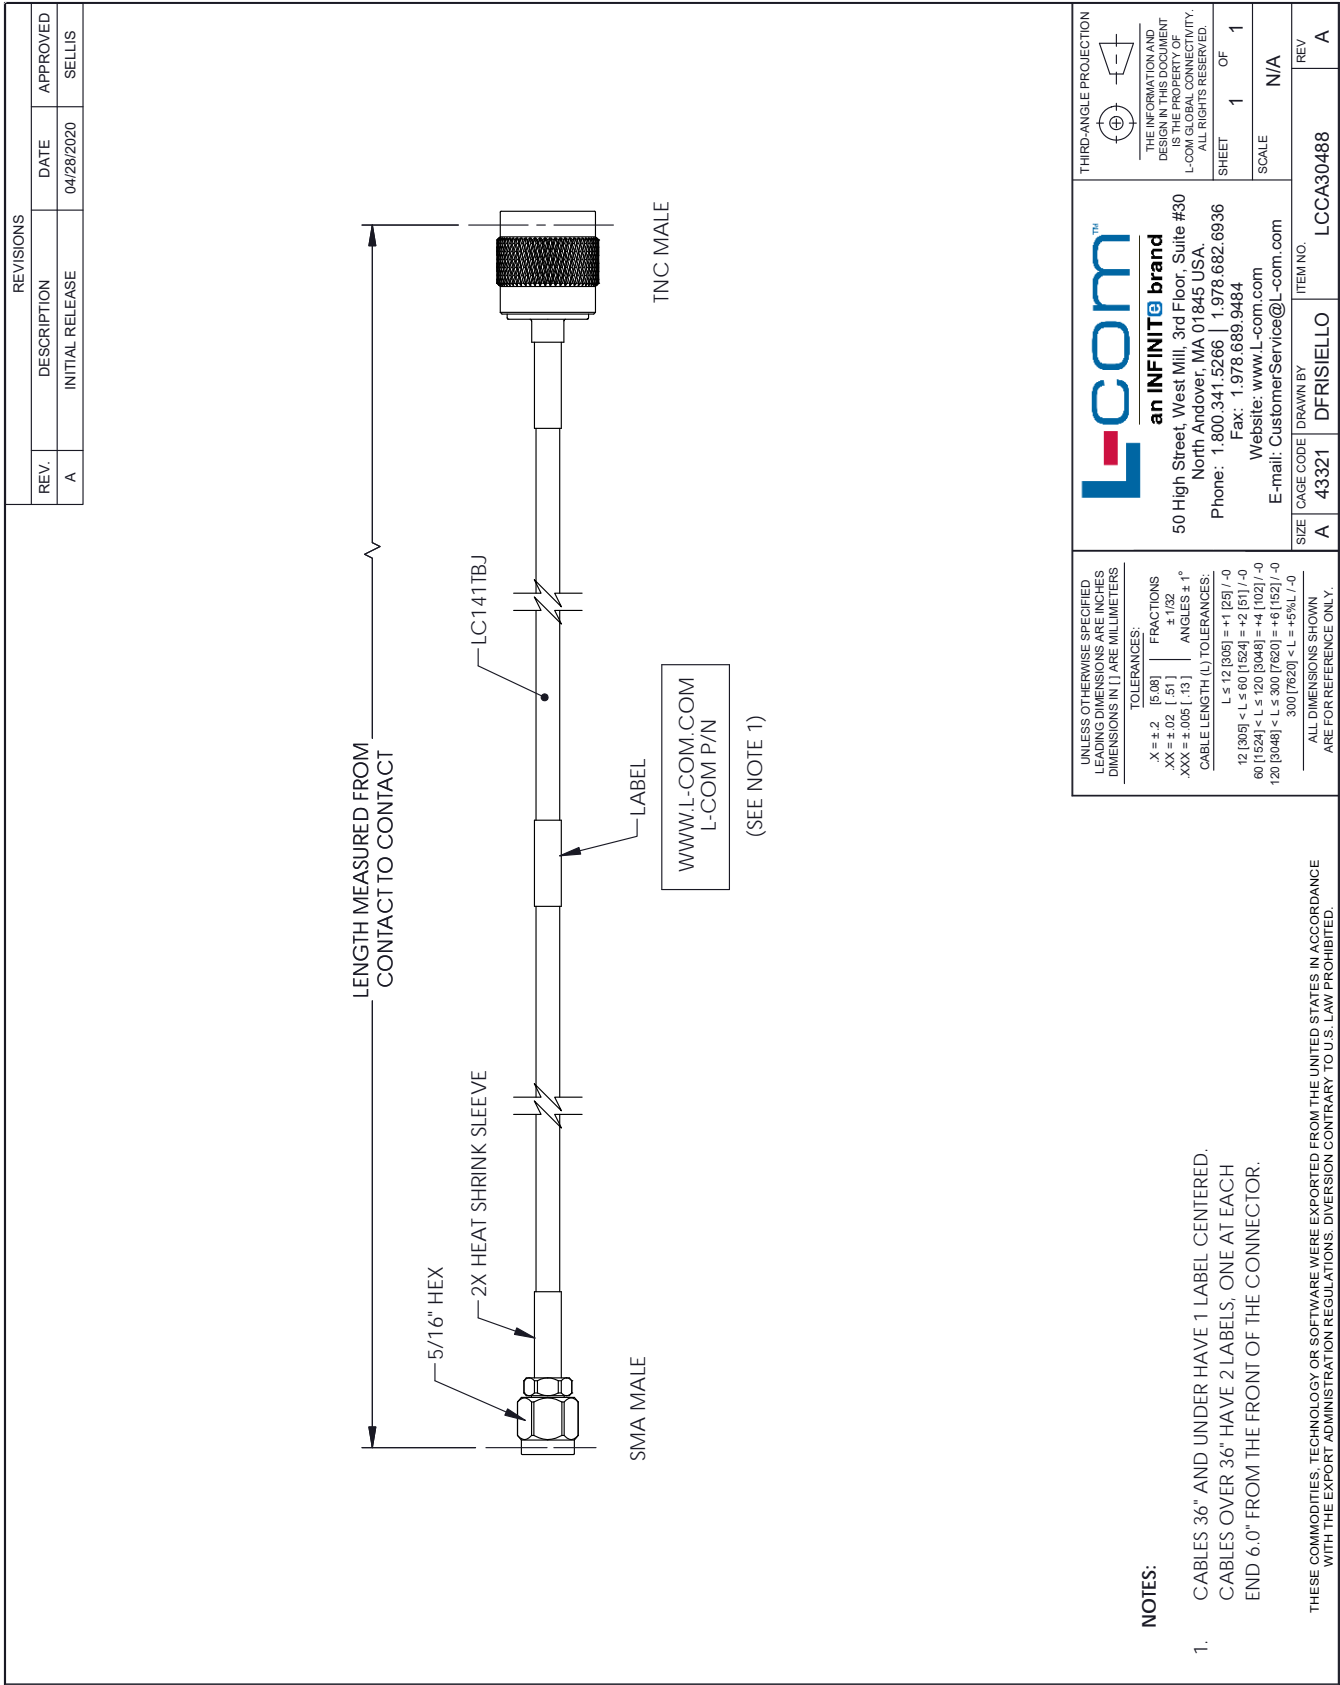 REVISIONS
REV. DESCRIPTION DATE APPROVED
A INITIAL RELEASE 04/28/2020 SELLIS
LENGTH MEASURED FROM
CONTACT TO CONTACT
5/16" HEX
2X HEAT SHRINK SLEEVE
LC141TBJ
SMA MALE
LABEL
TNC MALE
WWW.L-COM.COM
L-COM P/N
(SEE NOTE 1)
NOTES:
1. CABLES 36" AND UNDER HAVE 1 LABEL CENTERED.
CABLES OVER 36" HAVE 2 LABELS, ONE AT EACH
END 6.0" FROM THE FRONT OF THE CONNECTOR.
THESE COMMODITIES, TECHNOLOGY OR SOFTWARE WERE EXPORTED FROM THE UNITED STATES IN ACCORDANCE
WITH THE EXPORT ADMINISTRATION REGULATIONS. DIVERSION CONTRARY TO U.S. LAW PROHIBITED.
UNLESS OTHERWISE SPECIFIED
LEADING DIMENSIONS ARE INCHES
DIMENSIONS IN [ ] ARE MILLIMETERS
TOLERANCES:
.X = ± .2 [5.08] FRACTIONS
.XX = ± .02 [ .51 ] ± 1/32
.XXX = ± .005 [ .13 ] ANGLES ± 1°
CABLE LENGTH (L) TOLERANCES:
L ≤ 12 [305] = +1 [25] / -0
12 [305] < L ≤ 60 [1524] = +2 [51] / -0
60 [1524] < L ≤ 120 [3048] = +4 [102] / -0
120 [3048] < L ≤ 300 [7620] = +6 [152] / -0
300 [7620] < L = +5%L / -0
ALL DIMENSIONS SHOWN
ARE FOR REFERENCE ONLY.
L-com™
an INFINITe brand
50 High Street, West Mill, 3rd Floor, Suite #30
North Andover, MA 01845 USA.
Phone: 1.800.341.5266 | 1.978.682.6936
Fax: 1.978.689.9484
Website: www.L-com.com
E-mail: CustomerService@L-com.com
THIRD-ANGLE PROJECTION
THE INFORMATION AND
DESIGN IN THIS DOCUMENT
IS THE PROPERTY OF
L-COM GLOBAL CONNECTIVITY.
ALL RIGHTS RESERVED.
SHEET 1 OF 1
SCALE N/A
SIZE A
CAGE CODE 43321
DRAWN BY DFRISIELLO
ITEM NO. LCCA30488
REV A